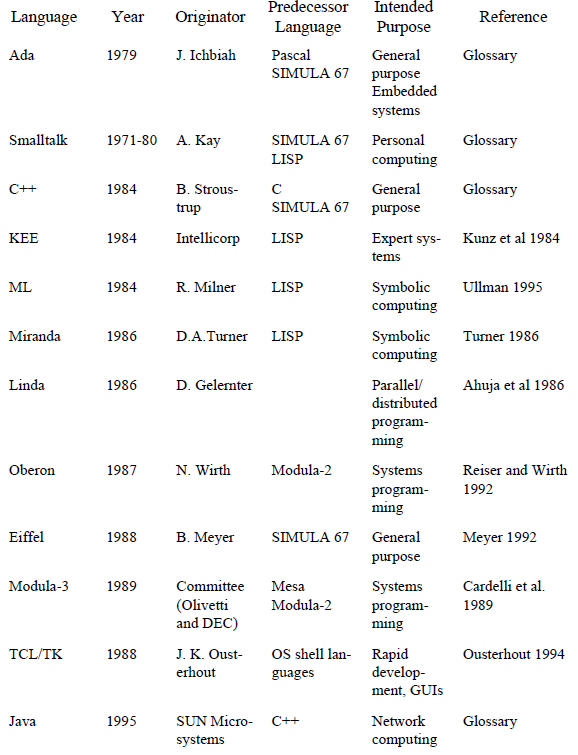 Language Year Originator Predecessor Language Intended Purpose Reference
Ada 1979 J. Ichbiah Pascal General Glossary
SIMULA 67 purpose
Embedded
systems
Smalltalk 1971-80 A. Kay SIMULA 67 Personal Glossary
LISP computing
C++ 1984 B. Strous- C General Glossary
trup SIMULA 67 purpose
KEE 1984 Intellicorp LISP Expert sys- Kunz et al 1984
tems
ML 1984 R. Milner LISP Symbolic Ullman 1995
computing
Miranda 1986 D.A.Turner LISP Symbolic Turner 1986
computing
Linda 1986 D. Gelernter Parallel/ Ahuja et al 1986
distributed
program-
ming
Oberon 1987 N. Wirth Modula-2 Systems Reiser and Wirth
program- 1992
ming
Eiffel 1988 B. Meyer SIMULA 67 General Meyer 1992
purpose
Modula-3 1989 Committee Mesa Systems Cardelli et al.
(Olivetti Modula-2 program- 1989
and DEC) ming
TCL/TK 1988 J. K. Oust- OS shell lan- Rapid Ousterhout 1994
erhout guages develop-
ment, GUIs
Java 1995 SUN Micro- C++ Network Glossary
systems computing